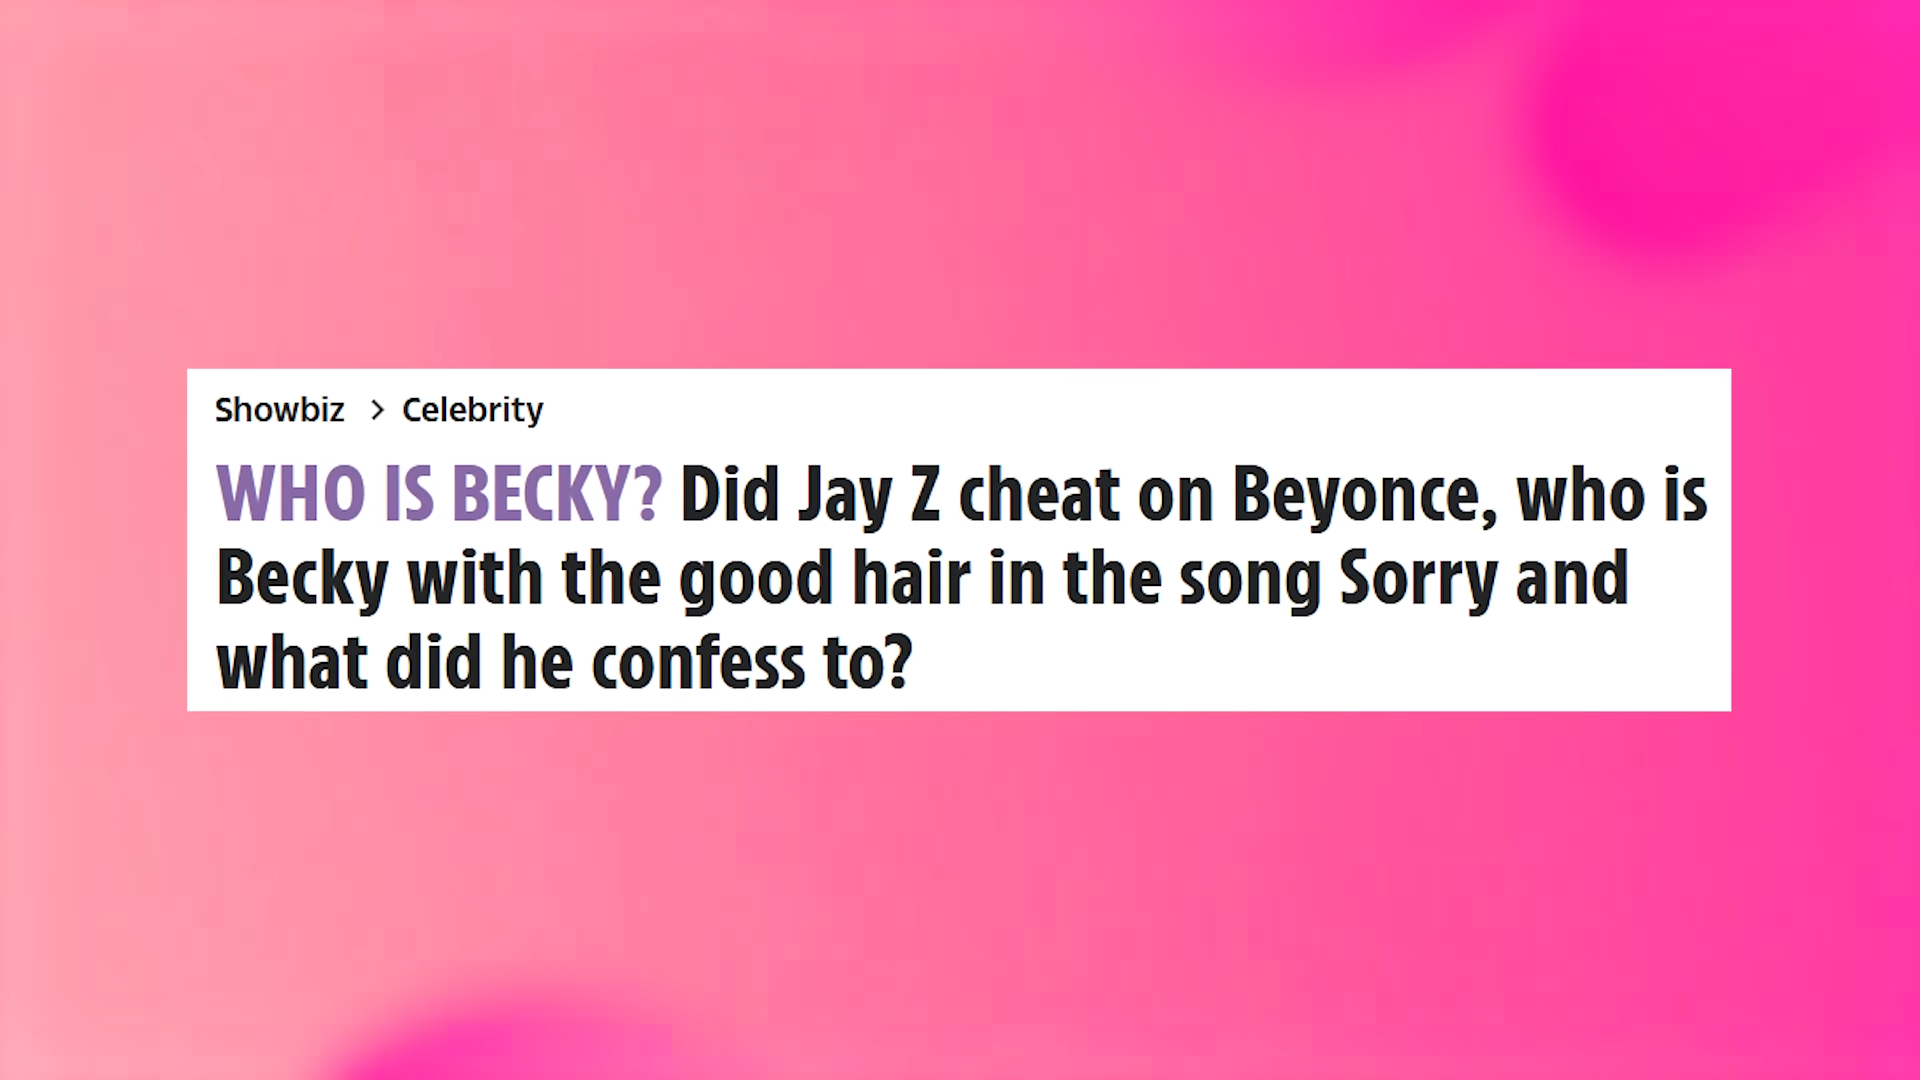 Showbiz > Celebrity
WHO IS BECKY? Did Jay Z cheat on Beyonce, who is
Becky with the good hair in the song Sorry and
what did he confess to?